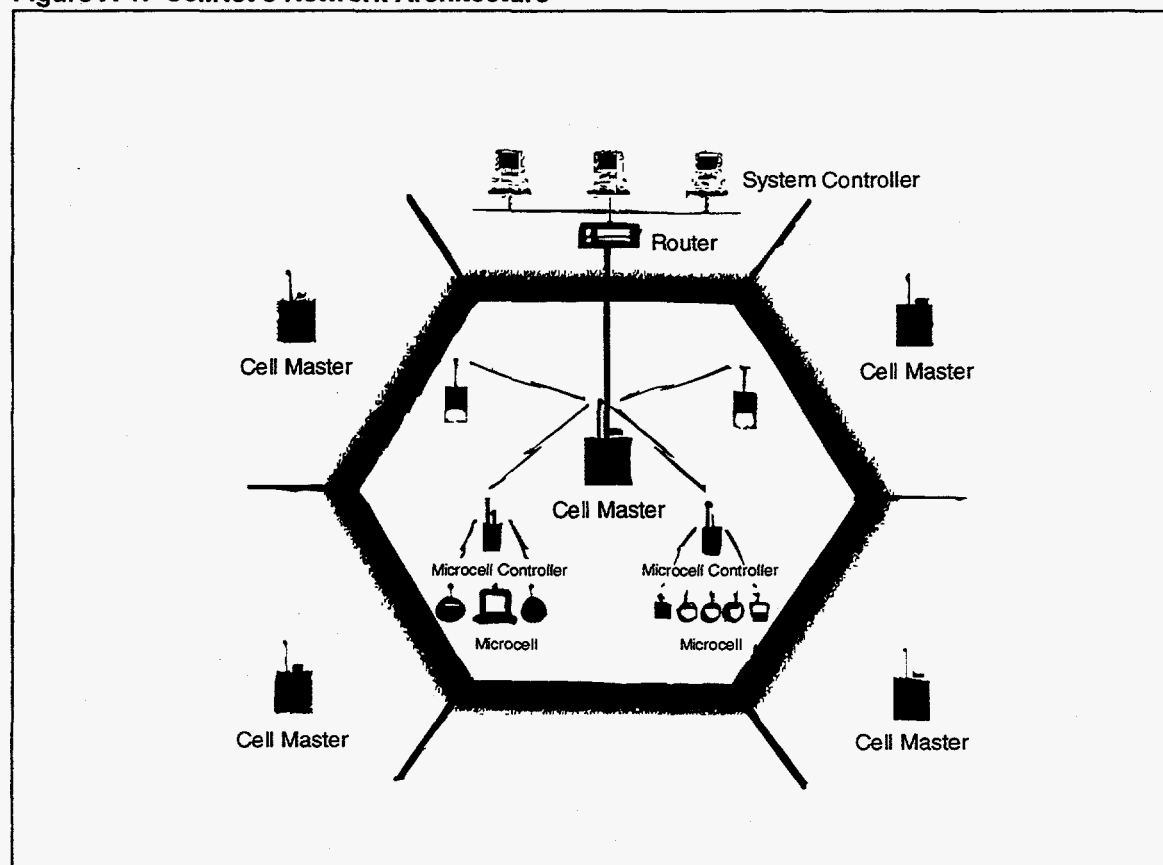 System Controller
Router
Cell Master
Cell Master
Cell Master
Microcell Controller
Microcell Controller
Microcell
Microcell
Cell Master
Cell Master